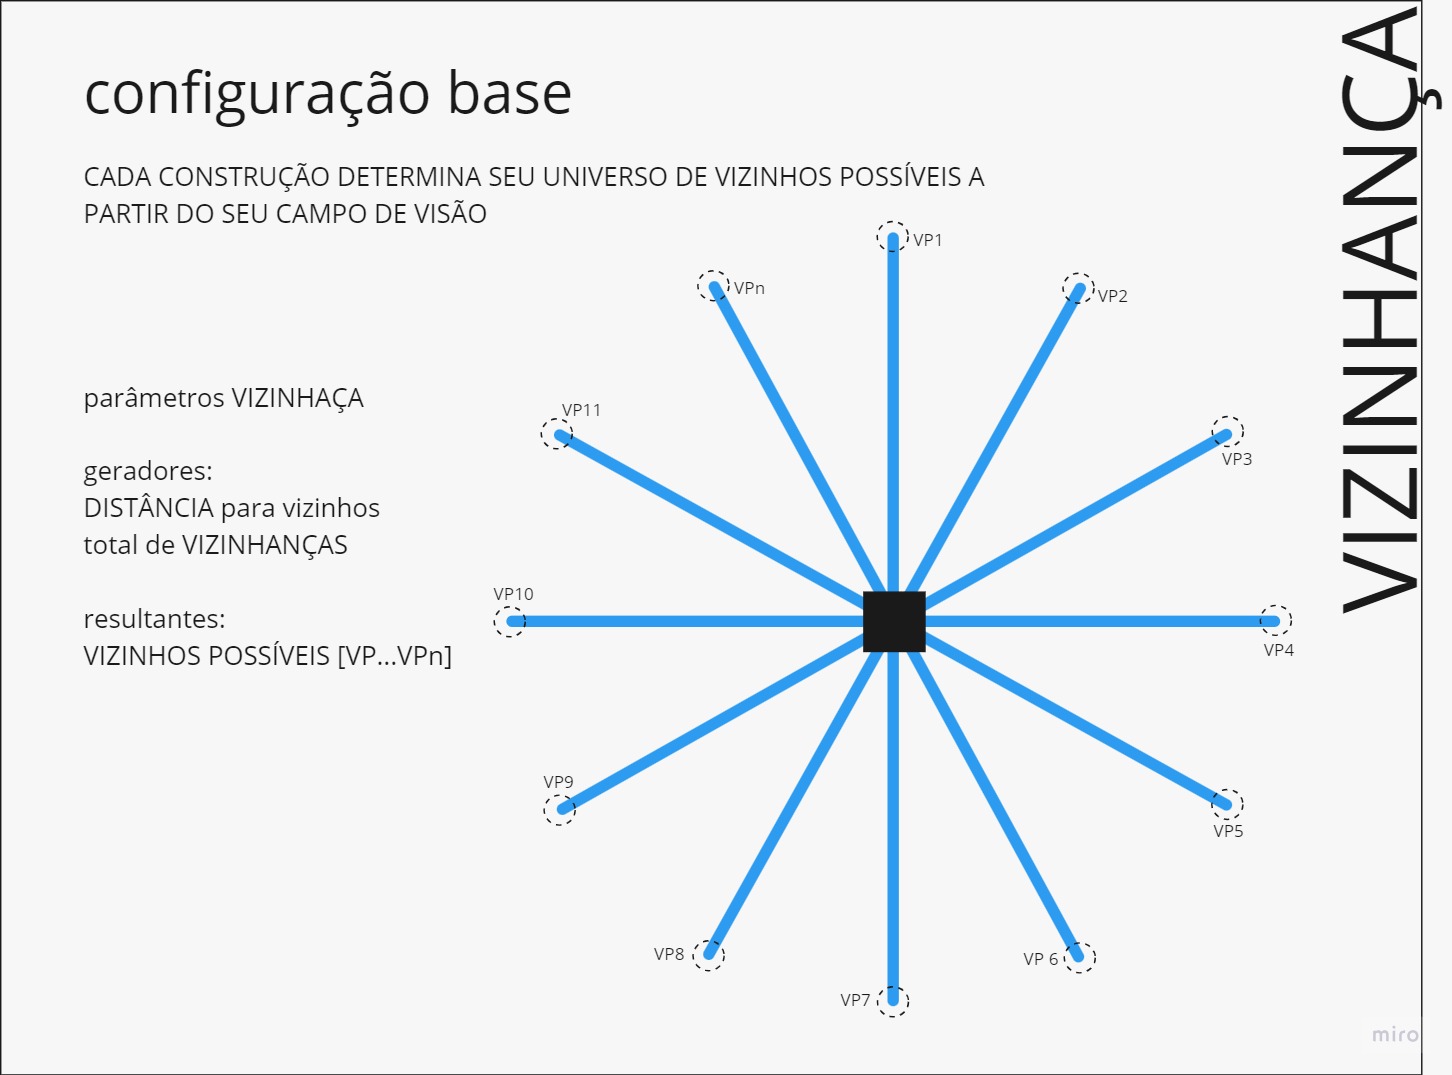 configuração base
CADA CONSTRUÇÃO DETERMINA SEU UNIVERSO DE VIZINHOS POSSÍVEIS A
PARTIR DO SEU CAMPO DE VISÃO
VIZINHANÇA
parâmetros VIZINHAÇA
geradores:
DISTÂNCIA para vizinhos
total de VIZINHANÇAS
resultantes:
VIZINHOS POSSÍVEIS [VP...VPn]
VP1
VP2
VP3
VP4
VP5
VP 6
VP7
VP8
VP9
VP10
VP11
VPn
miro